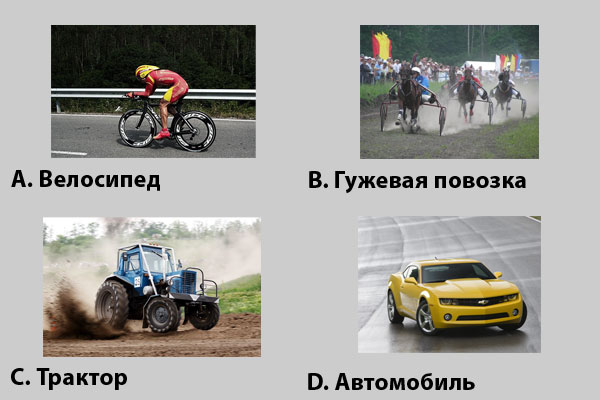 A. Велосипед
B. Гужевая повозка
C. Трактор
D. Автомобиль